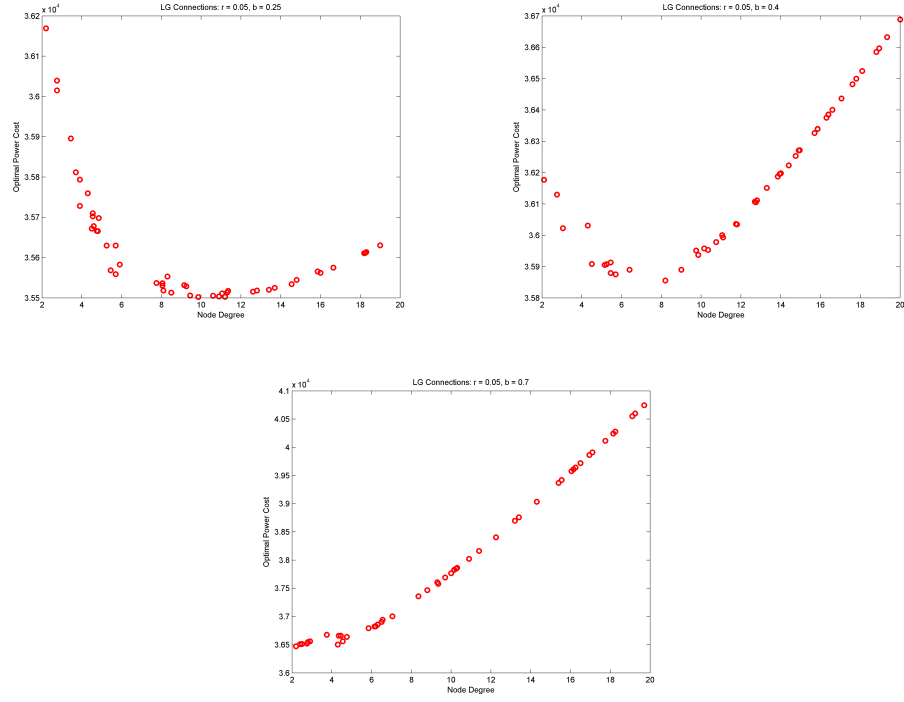 LG Connections: r = 0.05, b = 0.25
x 10^4
3.62
3.61
3.6
3.59
3.58
3.57
3.56
3.55
Optimal Power Cost
2 4 6 8 10 12 14 16 18 20
Node Degree
LG Connections: r = 0.05, b = 0.4
x 10^4
3.67
3.66
3.65
3.64
3.63
3.62
3.61
3.6
3.59
3.58
Optimal Power Cost
2 4 6 8 10 12 14 16 18 20
Node Degree
LG Connections: r = 0.05, b = 0.7
x 10^4
4.1
4.05
4
3.95
3.9
3.85
3.8
3.75
3.7
3.65
3.6
Optimal Power Cost
2 4 6 8 10 12 14 16 18 20
Node Degree